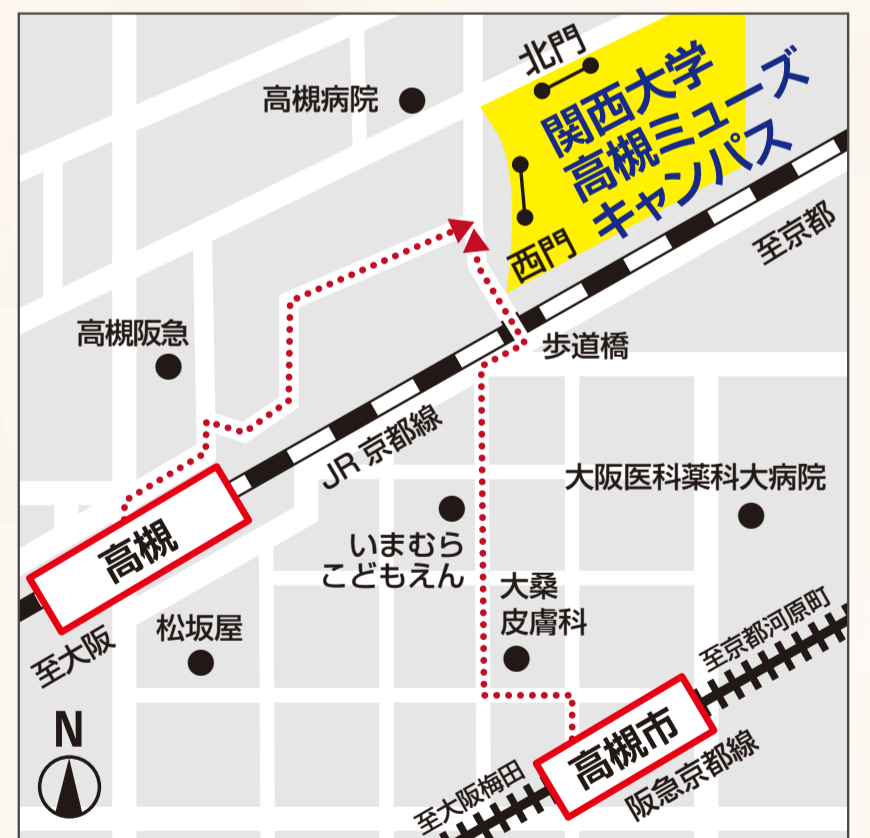 北門
関西大学
高槻ミューズ
キャンパス
高槻病院
至京都
西門
高槻阪急
歩道橋
JR京都線
大阪医科薬科大病院
高槻
いまむら
こどもえん
大桑
皮膚科
至大阪
松坂屋
至京都河原町
高槻市
阪急京都線
至大阪梅田
N